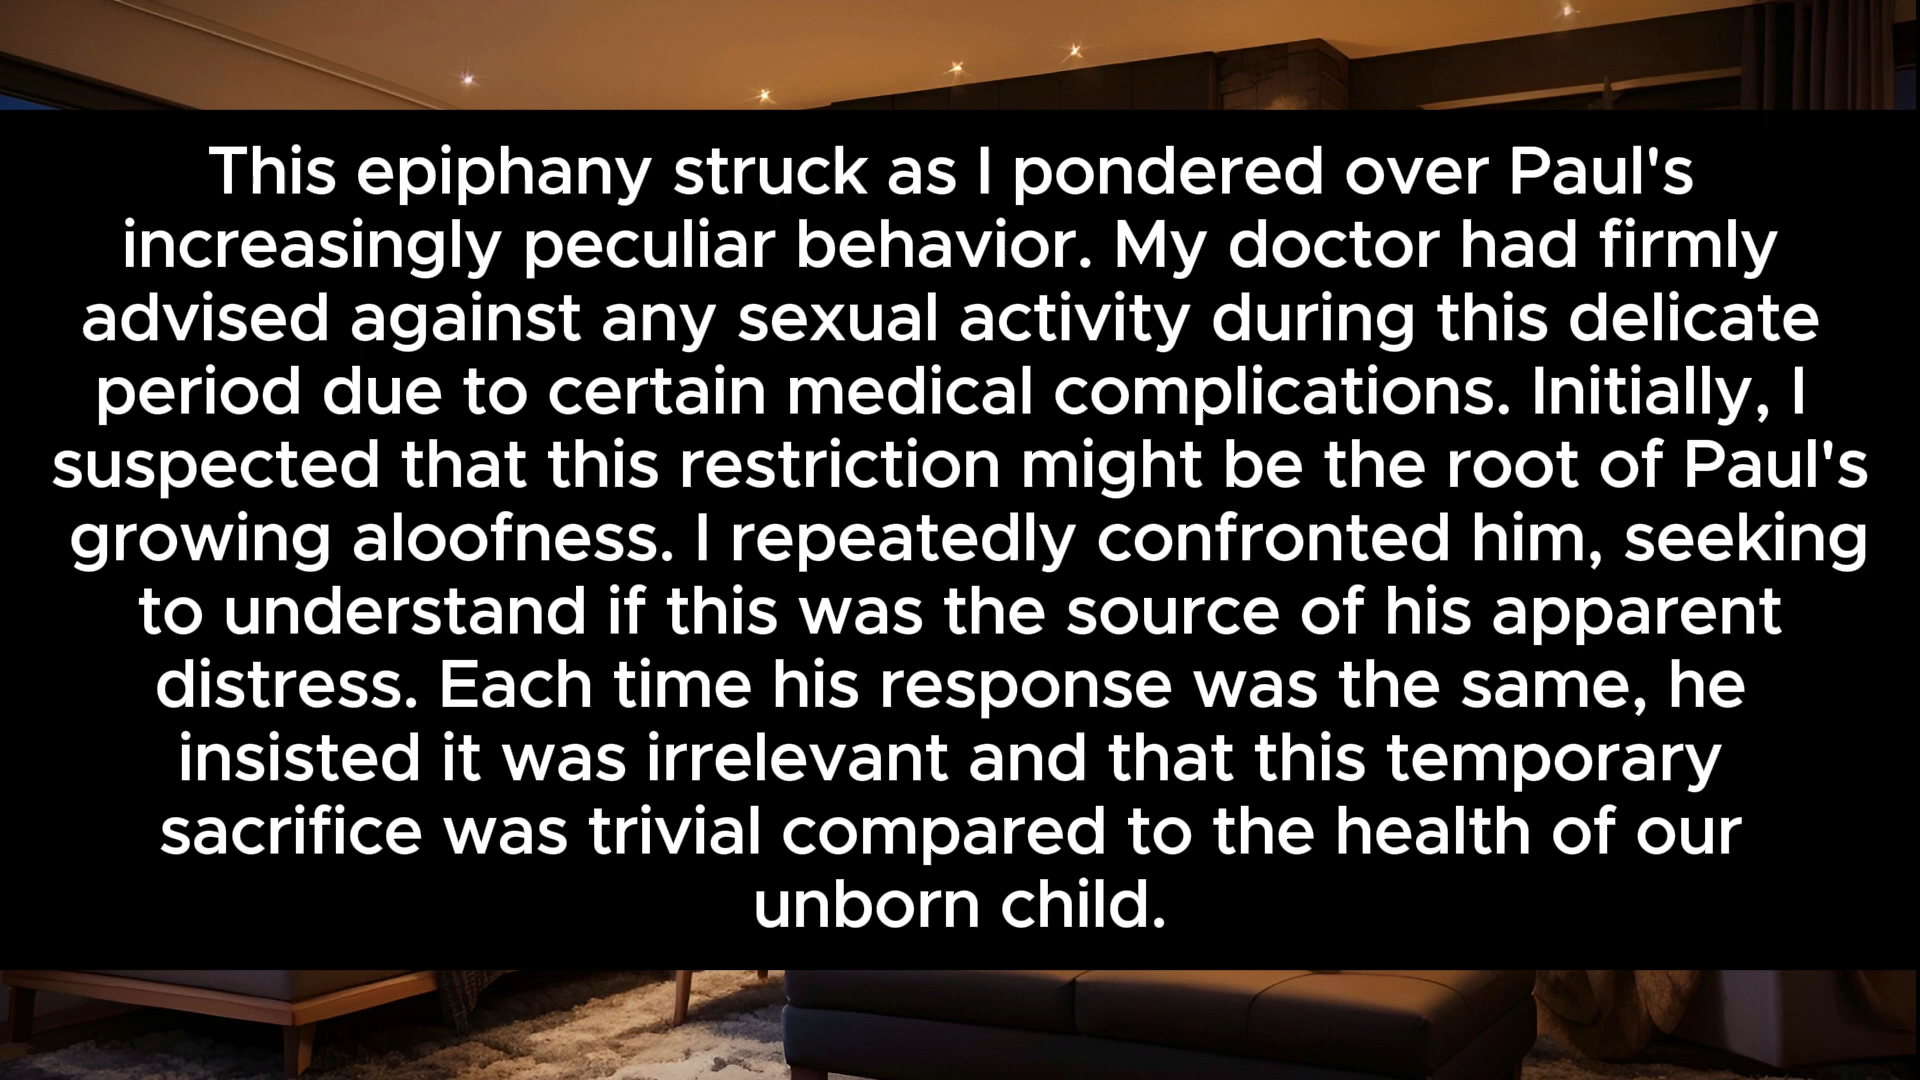 This epiphany struck as I pondered over Paul's
increasingly peculiar behavior. My doctor had firmly
advised against any sexual activity during this delicate
period due to certain medical complications. Initially, I
suspected that this restriction might be the root of Paul's
growing aloofness. I repeatedly confronted him, seeking
to understand if this was the source of his apparent
distress. Each time his response was the same, he
insisted it was irrelevant and that this temporary
sacrifice was trivial compared to the health of our
unborn child.